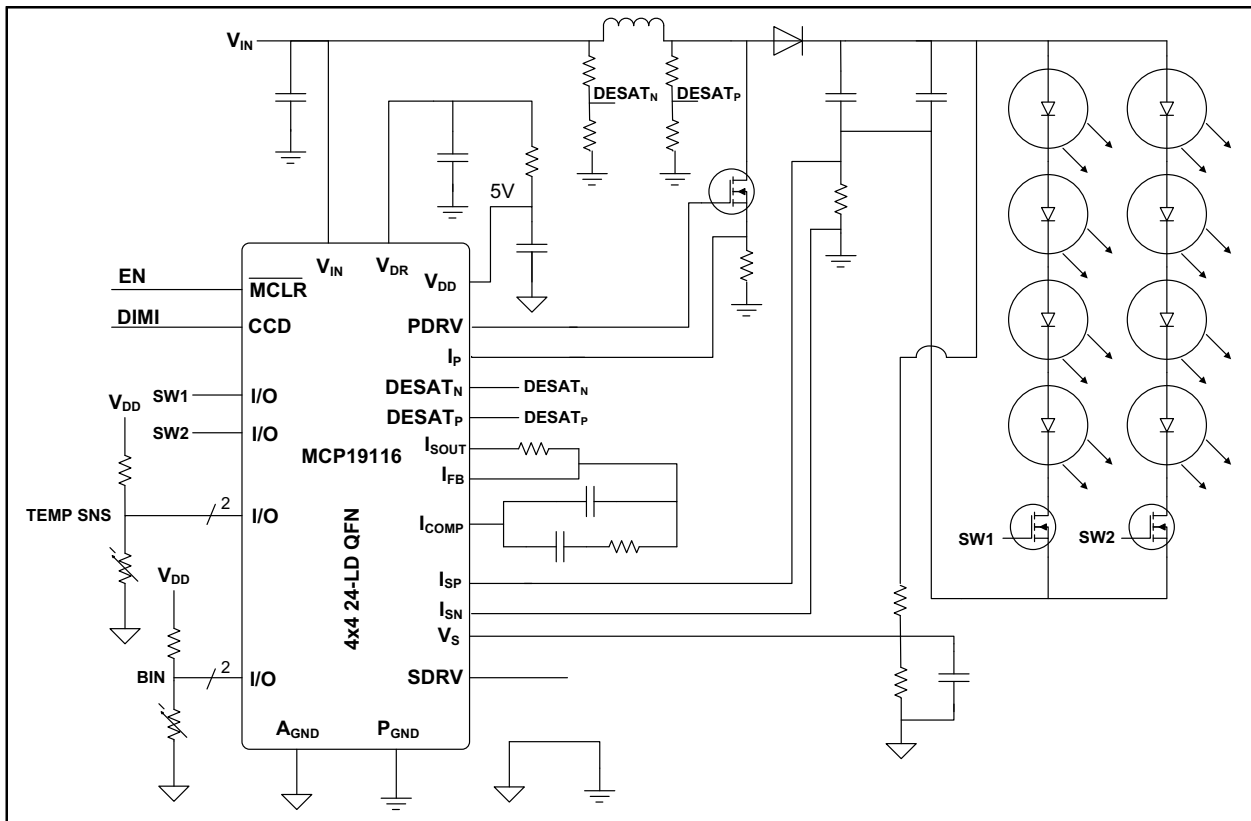 VIN
DESATN
DESATP
5V
VIN
VDR
VDD
EN
MCLR
DIMI
CCD
PDRV
IP
SW1
I/O
DESATN
DESATN
VDD
SW2
I/O
DESATP
DESATP
MCP19116
ISOUT
IFB
TEMP SNS
2
I/O
ICOMP
SW1
SW2
VDD
4x4 24-LD QFN
ISP
ISN
VS
BIN
2
I/O
SDRV
AGND
PGND